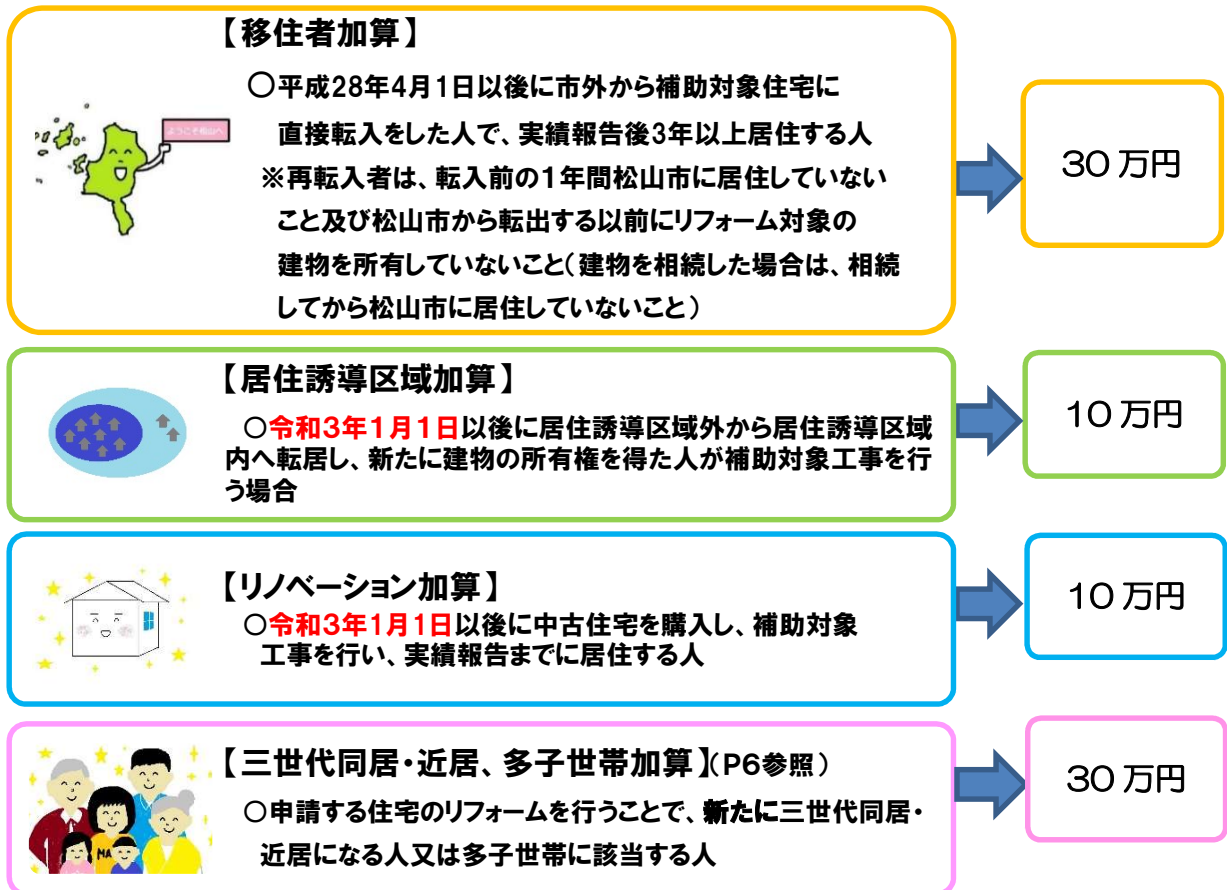 【移住者加算】
○平成28年4月1日以後に市外から補助対象住宅に
直接転入をした人で、実績報告後3年以上居住する人
※再転入者は、転入前の1年間松山市に居住していない
こと及び松山市から転出する以前にリフォーム対象の
建物を所有していないこと(建物を相続した場合は、相続
してから松山市に居住していないこと)
ようこそ松山へ
30万円
【居住誘導区域加算】
○令和3年1月1日以後に居住誘導区域外から居住誘導区域
内へ転居し、新たに建物の所有権を得た人が補助対象工事を行
う場合
10万円
【リノベーション加算】
○令和3年1月1日以後に中古住宅を購入し、補助対象
工事を行い、実績報告までに居住する人
10万円
【三世代同居・近居、多子世帯加算】(P6参照)
○申請する住宅のリフォームを行うことで、新たに三世代同居・
近居になる人又は多子世帯に該当する人
MA
30万円